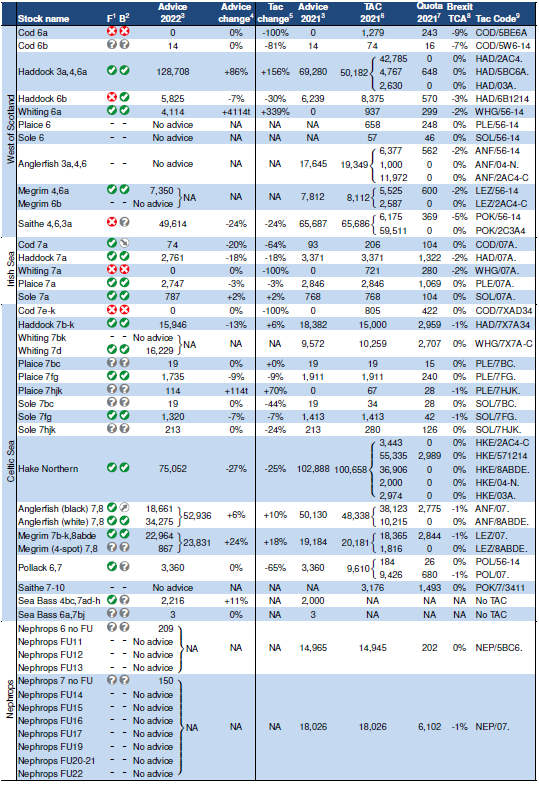 Stock name F¹ B² Advice 2022³ Advice change⁴ Tac change⁵ Advice 2021³ TAC 2021⁶ Quota 2021⁷ Brexit TCA⁸ Tac Code⁹
West of Scotland
Cod 6a 0 0% -100% 0 1,279 243 -9% COD/5BE6A
Cod 6b ? ? 14 0% -81% 14 74 16 -7% COD/5W6-14
Haddock 3a,4,6a 128,708 +86% +156% 69,280 50,182
42,785 0 0% HAD/2AC4.
4,767 648 0% HAD/5BC6A.
2,630 0 0% HAD/03A.
Haddock 6b 5,825 -7% -30% 6,239 8,375 570 -3% HAD/6B1214
Whiting 6a 4,114 +4114t +339% 0 937 299 -2% WHG/56-14
Plaice 6 - - No advice NA NA 658 248 0% PLE/56-14
Sole 6 - - No advice NA NA 57 46 0% SOL/56-14
Anglerfish 3a,4,6 - - No advice NA NA 17,645 19,349
6,377 562 -2% ANF/56-14
1,000 0 0% ANF/04-N.
11,972 0 0% ANF/2AC4-C
Megrim 4,6a 7,350 NA NA 7,812 8,112 5,525 600 -2% LEZ/56-14
Megrim 6b - - No advice 2,587 0 0% LEZ/2AC4-C
Saithe 4,6,3a ? 49,614 -24% -24% 65,687 65,686
6,175 369 -5% POK/56-14
59,511 0 0% POK/2C3A4
Irish Sea
Cod 7a 74 -20% -64% 93 206 104 0% COD/07A.
Haddock 7a 2,761 -18% -18% 3,371 3,371 1,322 -2% HAD/07A.
Whiting 7a 0 0% -100% 0 721 280 -2% WHG/07A.
Plaice 7a 2,747 -3% -3% 2,846 2,846 1,069 0% PLE/07A.
Sole 7a 787 +2% +2% 768 768 104 0% SOL/07A.
Celtic Sea
Cod 7e-k 0 0% -100% 0 805 422 0% COD/7XAD34
Haddock 7b-k 15,946 -13% +6% 18,382 15,000 2,959 -1% HAD/7X7A34
Whiting 7bk - - No advice NA NA 9,572 10,259 2,707 0% WHG/7X7A-C
Whiting 7d 16,229
Plaice 7bc ? ? 19 0% +0% 19 19 15 0% PLE/7BC.
Plaice 7fg 1,735 -9% -9% 1,911 1,911 240 0% PLE/7FG.
Plaice 7hjk ? 114 +114t +70% 0 67 28 -1% PLE/7HJK.
Sole 7bc ? ? 19 0% -44% 19 34 28 0% SOL/7BC.
Sole 7fg 1,320 -7% -7% 1,413 1,413 42 -1% SOL/7FG.
Sole 7hjk ? ? 213 0% -24% 213 280 126 0% SOL/7HJK.
Hake Northern 75,052 -27% -25% 102,888 100,658
3,443 0 0% HKE/2AC4-C
55,335 2,989 0% HKE/571214
36,906 0 0% HKE/8ABDE.
2,000 0 0% HKE/04-N.
2,974 0 0% HKE/03A.
Anglerfish (black) 7,8 18,661 52,936 +6% +10% 50,130 48,338 38,123 2,775 -1% ANF/07.
Anglerfish (white) 7,8 34,275 10,215 0 0% ANF/8ABDE.
Megrim 7b-k,8abde 22,964 23,831 +24% +18% 19,184 20,181 18,365 2,844 -1% LEZ/07.
Megrim (4-spot) 7,8 ? ? 867 1,816 0 0% LEZ/8ABDE.
Pollack 6,7 ? 3,360 0% -65% 3,360 9,610
184 26 0% POL/56-14
9,426 680 -1% POL/07.
Saithe 7-10 No advice NA NA 3,176 1,493 0% POK/7/3411
Sea Bass 4bc,7ad-h 2,216 +11% NA 2,000 NA NA NA No TAC
Sea Bass 6a,7bj ? ? 3 0% NA 3 NA NA NA No TAC
Nephrops
Nephrops 6 no FU ? ? 209
Nephrops FU11 - - No advice
Nephrops FU12 - - No advice
Nephrops FU13 - - No advice
NA NA NA 14,965 14,945 202 0% NEP/5BC6.
Nephrops 7 no FU ? ? 150
Nephrops FU14 - - No advice
Nephrops FU15 - - No advice
Nephrops FU16 - - No advice
Nephrops FU17 - - No advice
Nephrops FU19 - - No advice
Nephrops FU20-21 - - No advice
Nephrops FU22 - - No advice
NA NA NA 18,026 18,026 6,102 -1% NEP/07.